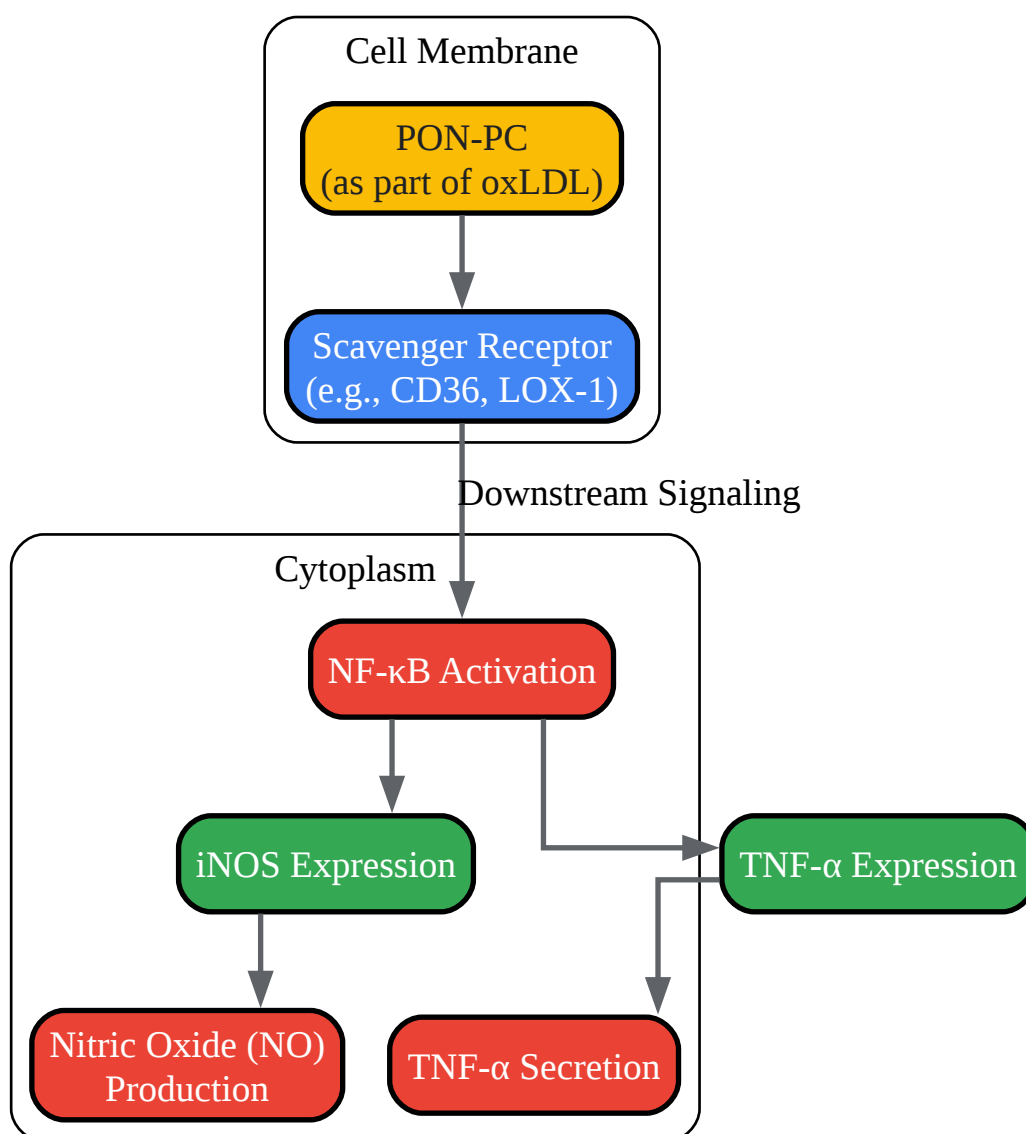 Cell Membrane
PON-PC
(as part of oxLDL)
Scavenger Receptor
(e.g., CD36, LOX-1)
Downstream Signaling
Cytoplasm
NF-κB Activation
iNOS Expression
TNF-α Expression
Nitric Oxide (NO)
Production
TNF-α Secretion